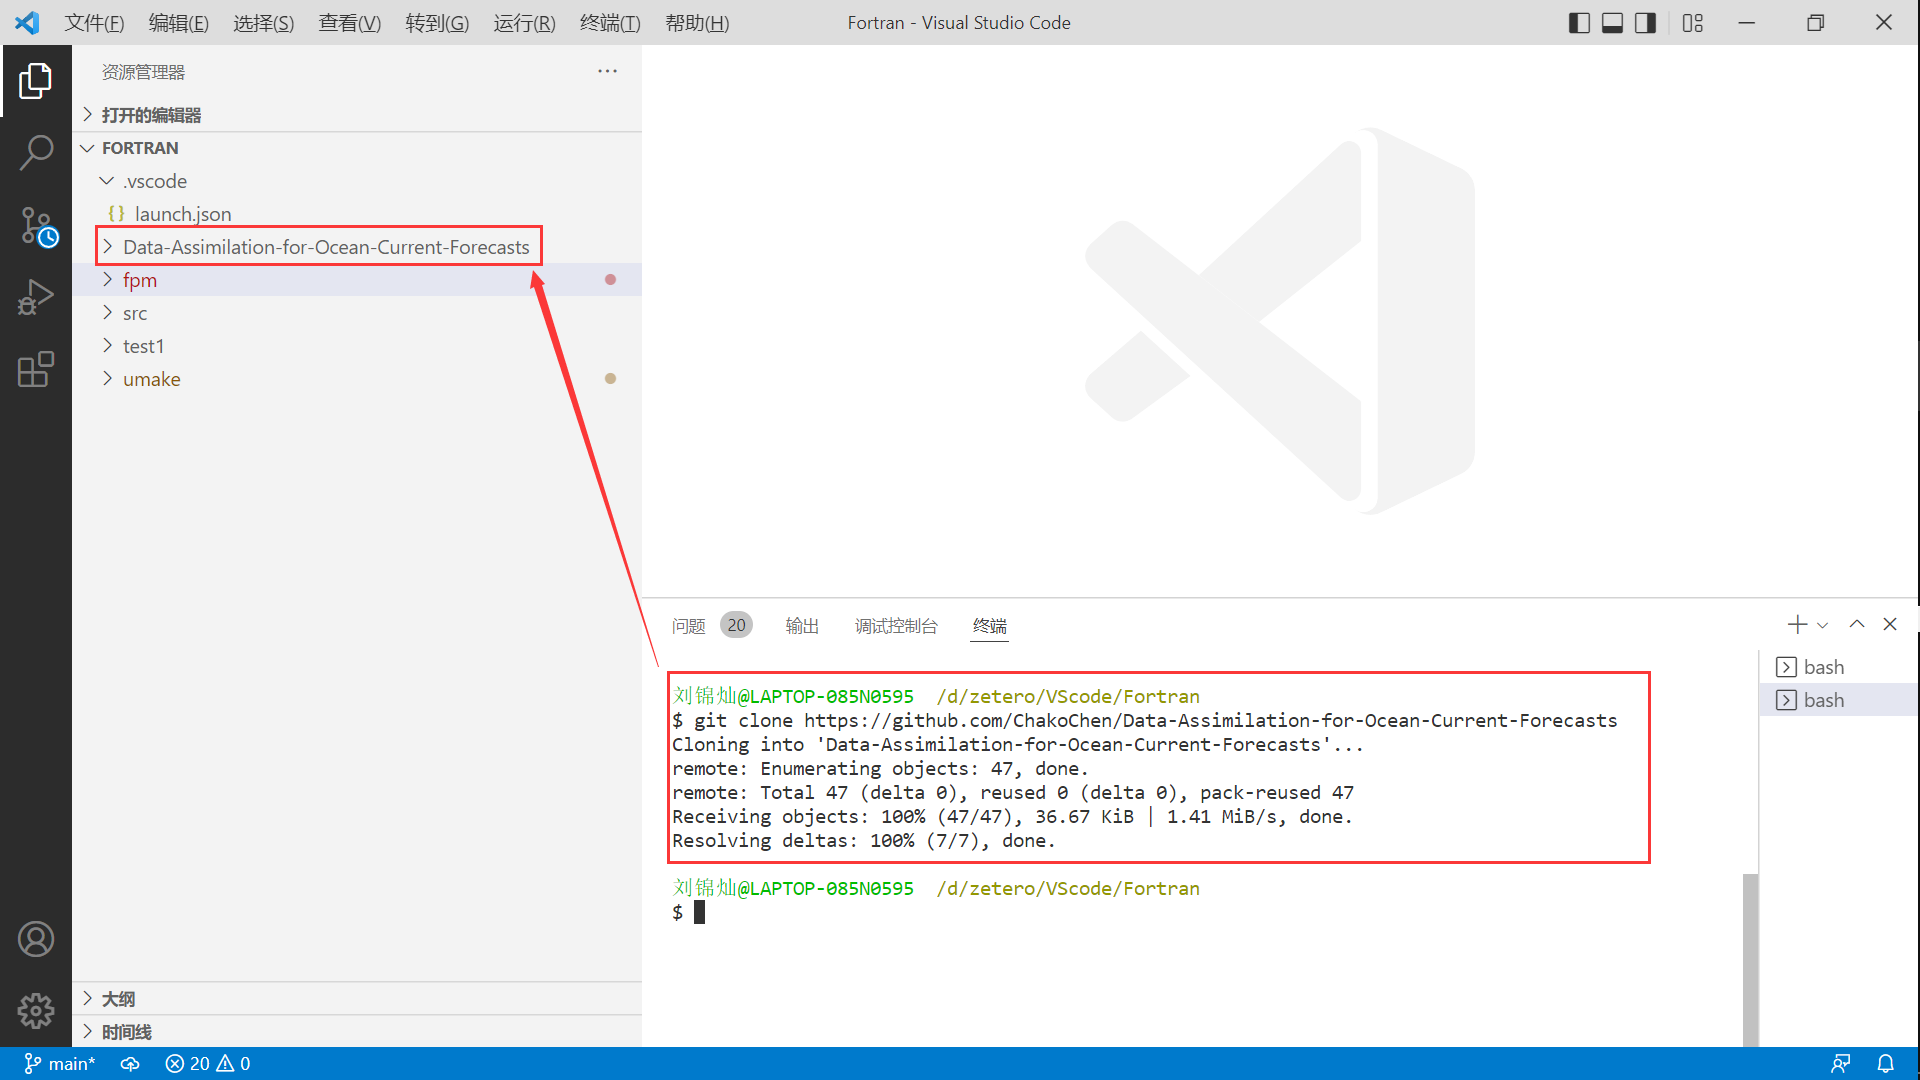 文件(F) 编辑(E) 选择(S) 查看(V) 转到(G) 运行(R) 终端(T) 帮助(H) Fortran - Visual Studio Code
资源管理器
打开的编辑器
FORTRAN
.vscode
{} launch.json
Data-Assimilation-for-Ocean-Current-Forecasts
fpm
src
test1
umake
大纲
时间线
问题 20 输出 调试控制台 终端
刘锦灿@LAPTOP-085N0595 /d/zetero/VScode/Fortran
$ git clone https://github.com/ChakoChen/Data-Assimilation-for-Ocean-Current-Forecasts
Cloning into 'Data-Assimilation-for-Ocean-Current-Forecasts'...
remote: Enumerating objects: 47, done.
remote: Total 47 (delta 0), reused 0 (delta 0), pack-reused 47
Receiving objects: 100% (47/47), 36.67 KiB | 1.41 MiB/s, done.
Resolving deltas: 100% (7/7), done.
刘锦灿@LAPTOP-085N0595 /d/zetero/VScode/Fortran
$
bash
bash
main* 20 0